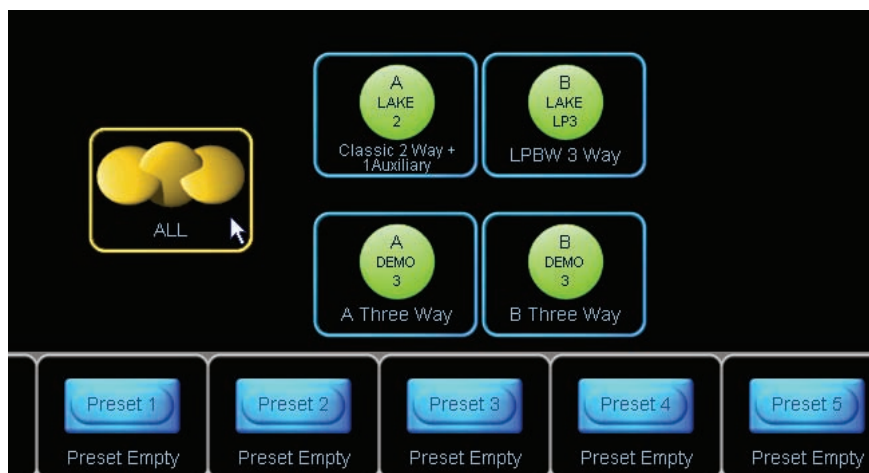 A
LAKE
2
Classic 2 Way +
1Auxiliary
B
LAKE
LP3
LPBW 3 Way
ALL
A
DEMO
3
A Three Way
B
DEMO
3
B Three Way
Preset 1
Preset Empty
Preset 2
Preset Empty
Preset 3
Preset Empty
Preset 4
Preset Empty
Preset 5
Preset Empty